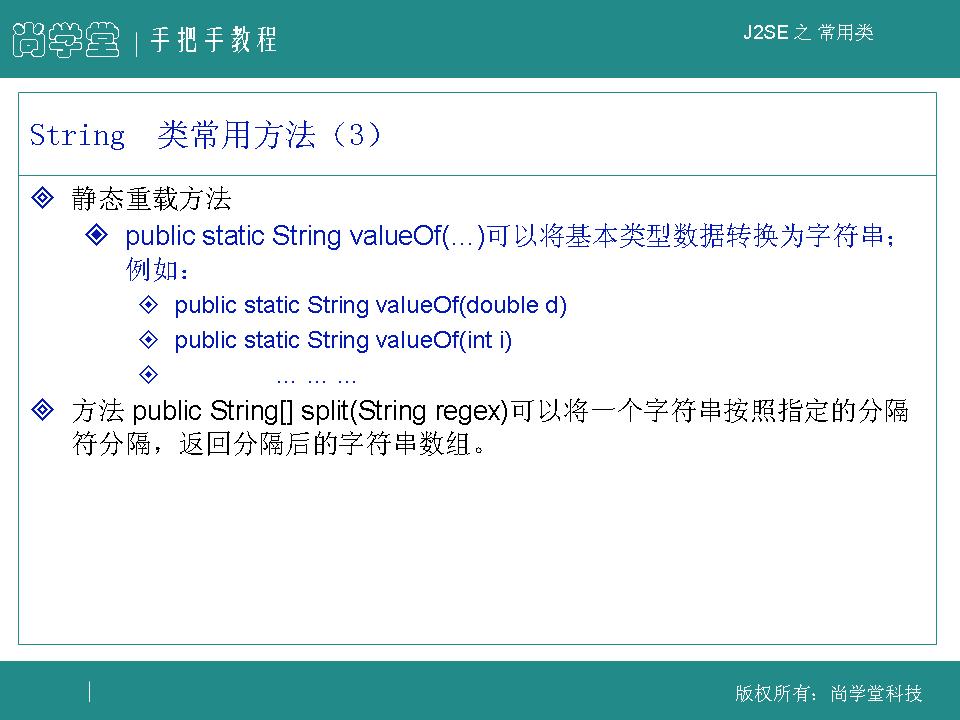 尚学堂 | 手把手教程
J2SE 之 常用类
String 类常用方法（3）
静态重载方法
public static String valueOf(…)可以将基本类型数据转换为字符串；
例如：
public static String valueOf(double d)
public static String valueOf(int i)
… … …
方法 public String[] split(String regex)可以将一个字符串按照指定的分隔
符分隔，返回分隔后的字符串数组。
版权所有：尚学堂科技